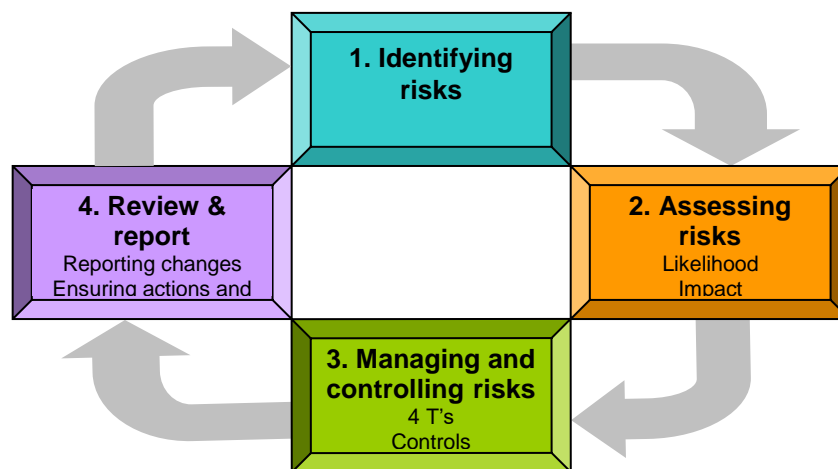 1. Identifying
risks
2. Assessing
risks
Likelihood
Impact
3. Managing and
controlling risks
4 T's
Controls
4. Review &
report
Reporting changes
Ensuring actions and